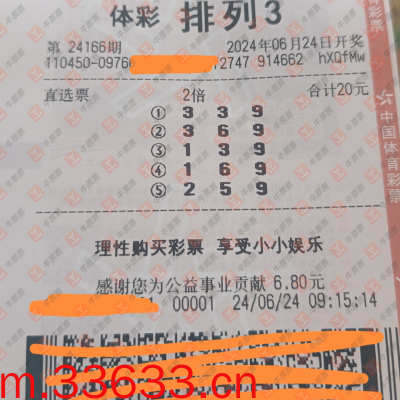 体彩 排列3
第 24166期 2024年06月24日开奖
110450-0976 2747 914662 hXQfMw
直选票 2倍 合计20元
① 3 3 9
② 3 6 9
③ 1 3 9
④ 1 6 9
⑤ 2 5 9
理性购买彩票 享受小小娱乐
感谢您为公益事业贡献 6.80元
1 00001 24/06/24 09:15:14
m.33633.cn
彩票
中国体育彩票